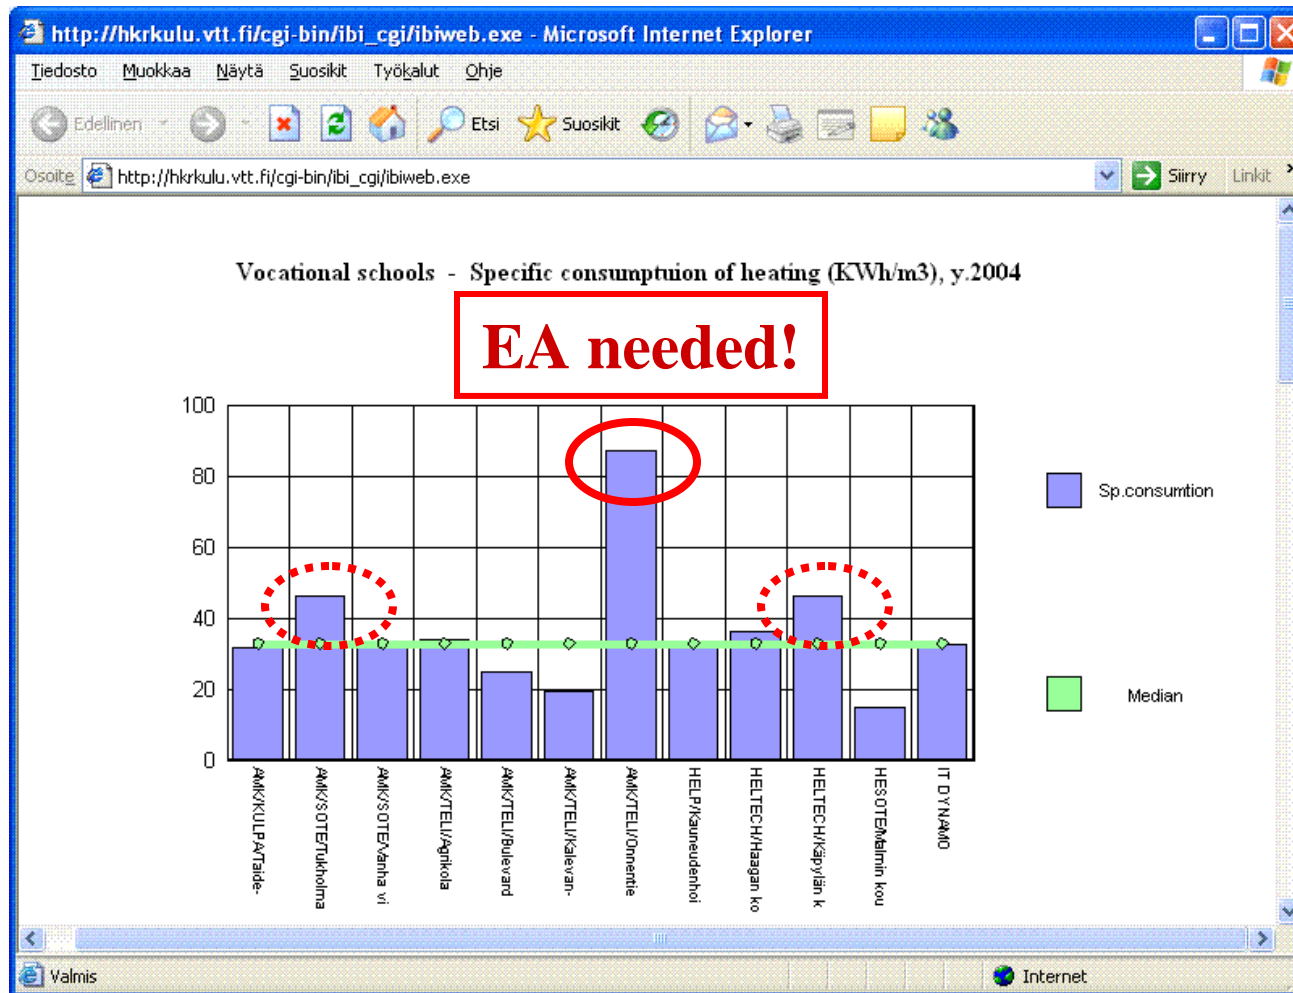 http://hkrkulu.vtt.fi/cgi-bin/ibi_cgi/ibiweb.exe - Microsoft Internet Explorer
Tiedosto Muokkaa Näytä Suosikit Työkalut Ohje
Edellinen Etsi Suosikit
Osoite http://hkrkulu.vtt.fi/cgi-bin/ibi_cgi/ibiweb.exe Siirry Linkit
Vocational schools - Specific consumptuion of heating (KWh/m3), y.2004
EA needed!
100
80
60
40
20
0
Sp.consumtion
Median
AMK/KULPA/Taide-
AMK/SOTE/Tukholma
AMK/SOTE/Vanha vi
AMK/TELI/Agrikola
AMK/TELI/Bulevard
AMK/TELI/Kalevan-
AMK/TELI/Onnentie
HELP/Kauneudenhoi
HELTECH/Haagan ko
HELTECH/Käpylän k
HESOTE/Malmin kou
IT DYNAMO
Valmis Internet